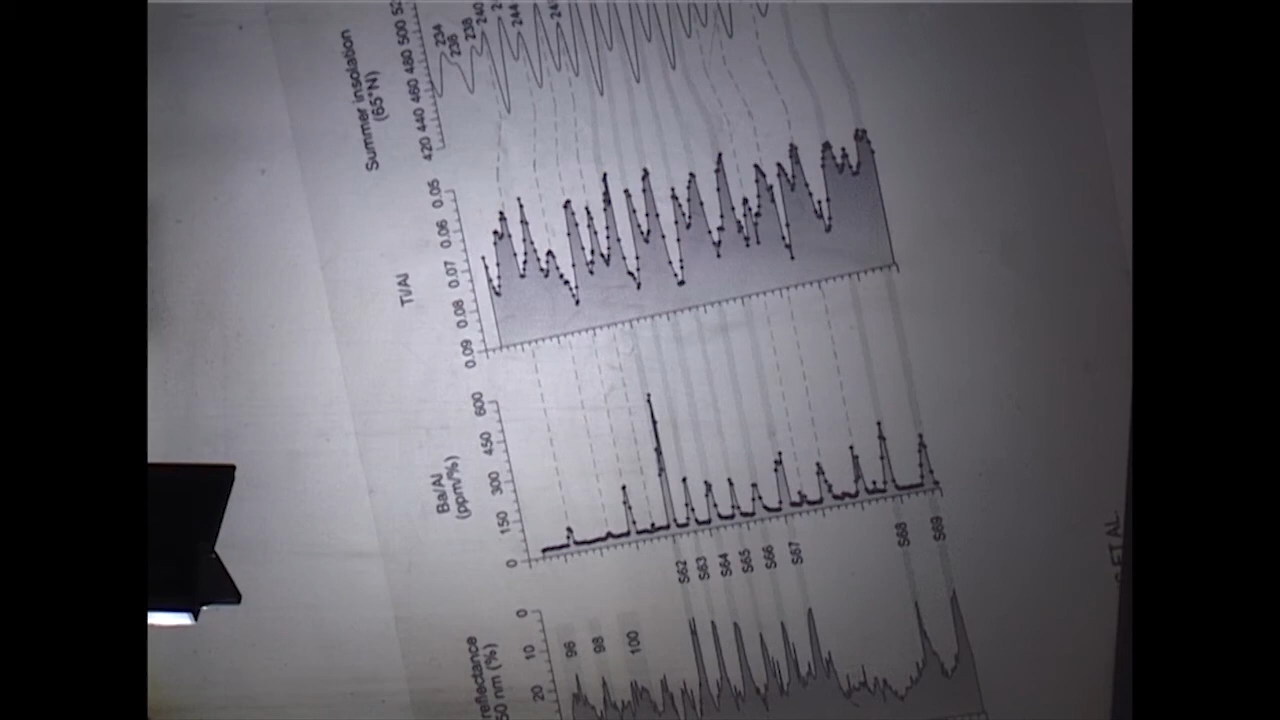 Summer insolation
(65°N)
420 440 460 480 500
234
236
238
240
244
Ti/Al
0.09 0.08 0.07 0.06 0.05
Ba/Al
(ppm/%)
0 150 300 450 600
S62
S63
S64
S65
S66
S67
S68
S69
reflectance
50 nm (%)
20 10 0
96
98
100
ET AL